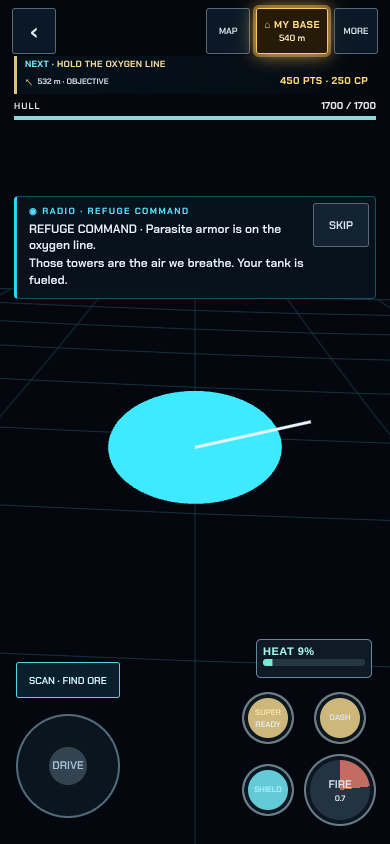 ‹
MAP
⌂ MY BASE
540 m
MORE
NEXT · HOLD THE OXYGEN LINE
↖ 532 m · OBJECTIVE
450 PTS · 250 CP
HULL
1700 / 1700
◉ RADIO · REFUGE COMMAND
REFUGE COMMAND · Parasite armor is on the
oxygen line.
Those towers are the air we breathe. Your tank is
fueled.
SKIP
HEAT 9%
SCAN · FIND ORE
SUPER
READY
DASH
DRIVE
SHIELD
FIRE
0.7